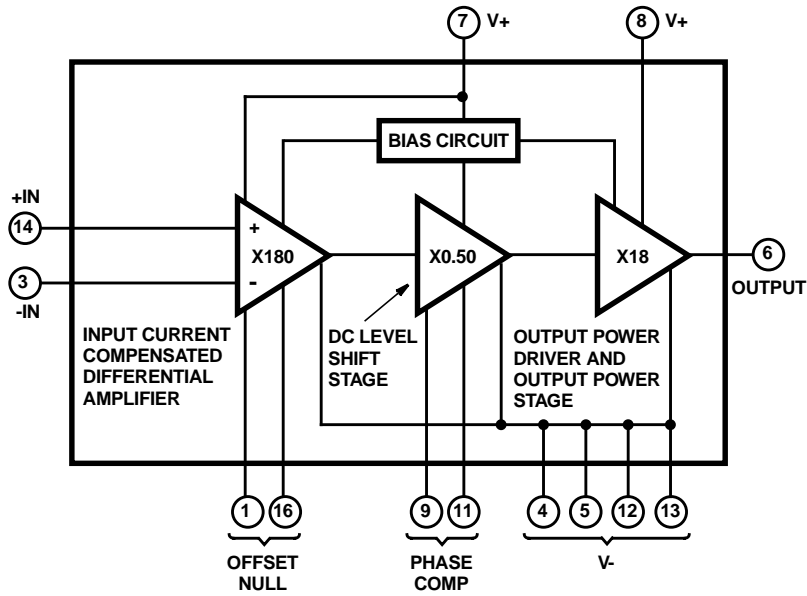 7 V+
8 V+
BIAS CIRCUIT
+IN
14
+
X180
X0.50
X18
6
OUTPUT
3
-
-IN
INPUT CURRENT
COMPENSATED
DIFFERENTIAL
AMPLIFIER
DC LEVEL
SHIFT
STAGE
OUTPUT POWER
DRIVER AND
OUTPUT POWER
STAGE
1 16 9 11 4 5 12 13
OFFSET
NULL
PHASE
COMP
V-